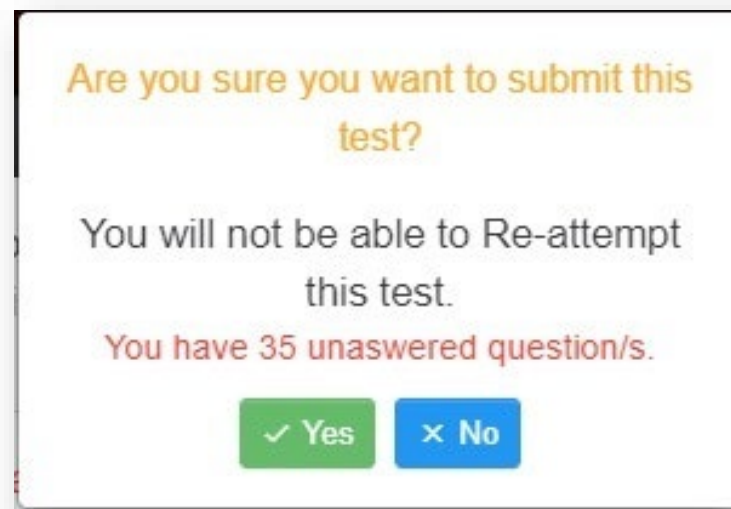 Are you sure you want to submit this
test?
You will not be able to Re-attempt
this test.
You have 35 unaswered question/s.
✓ Yes
× No